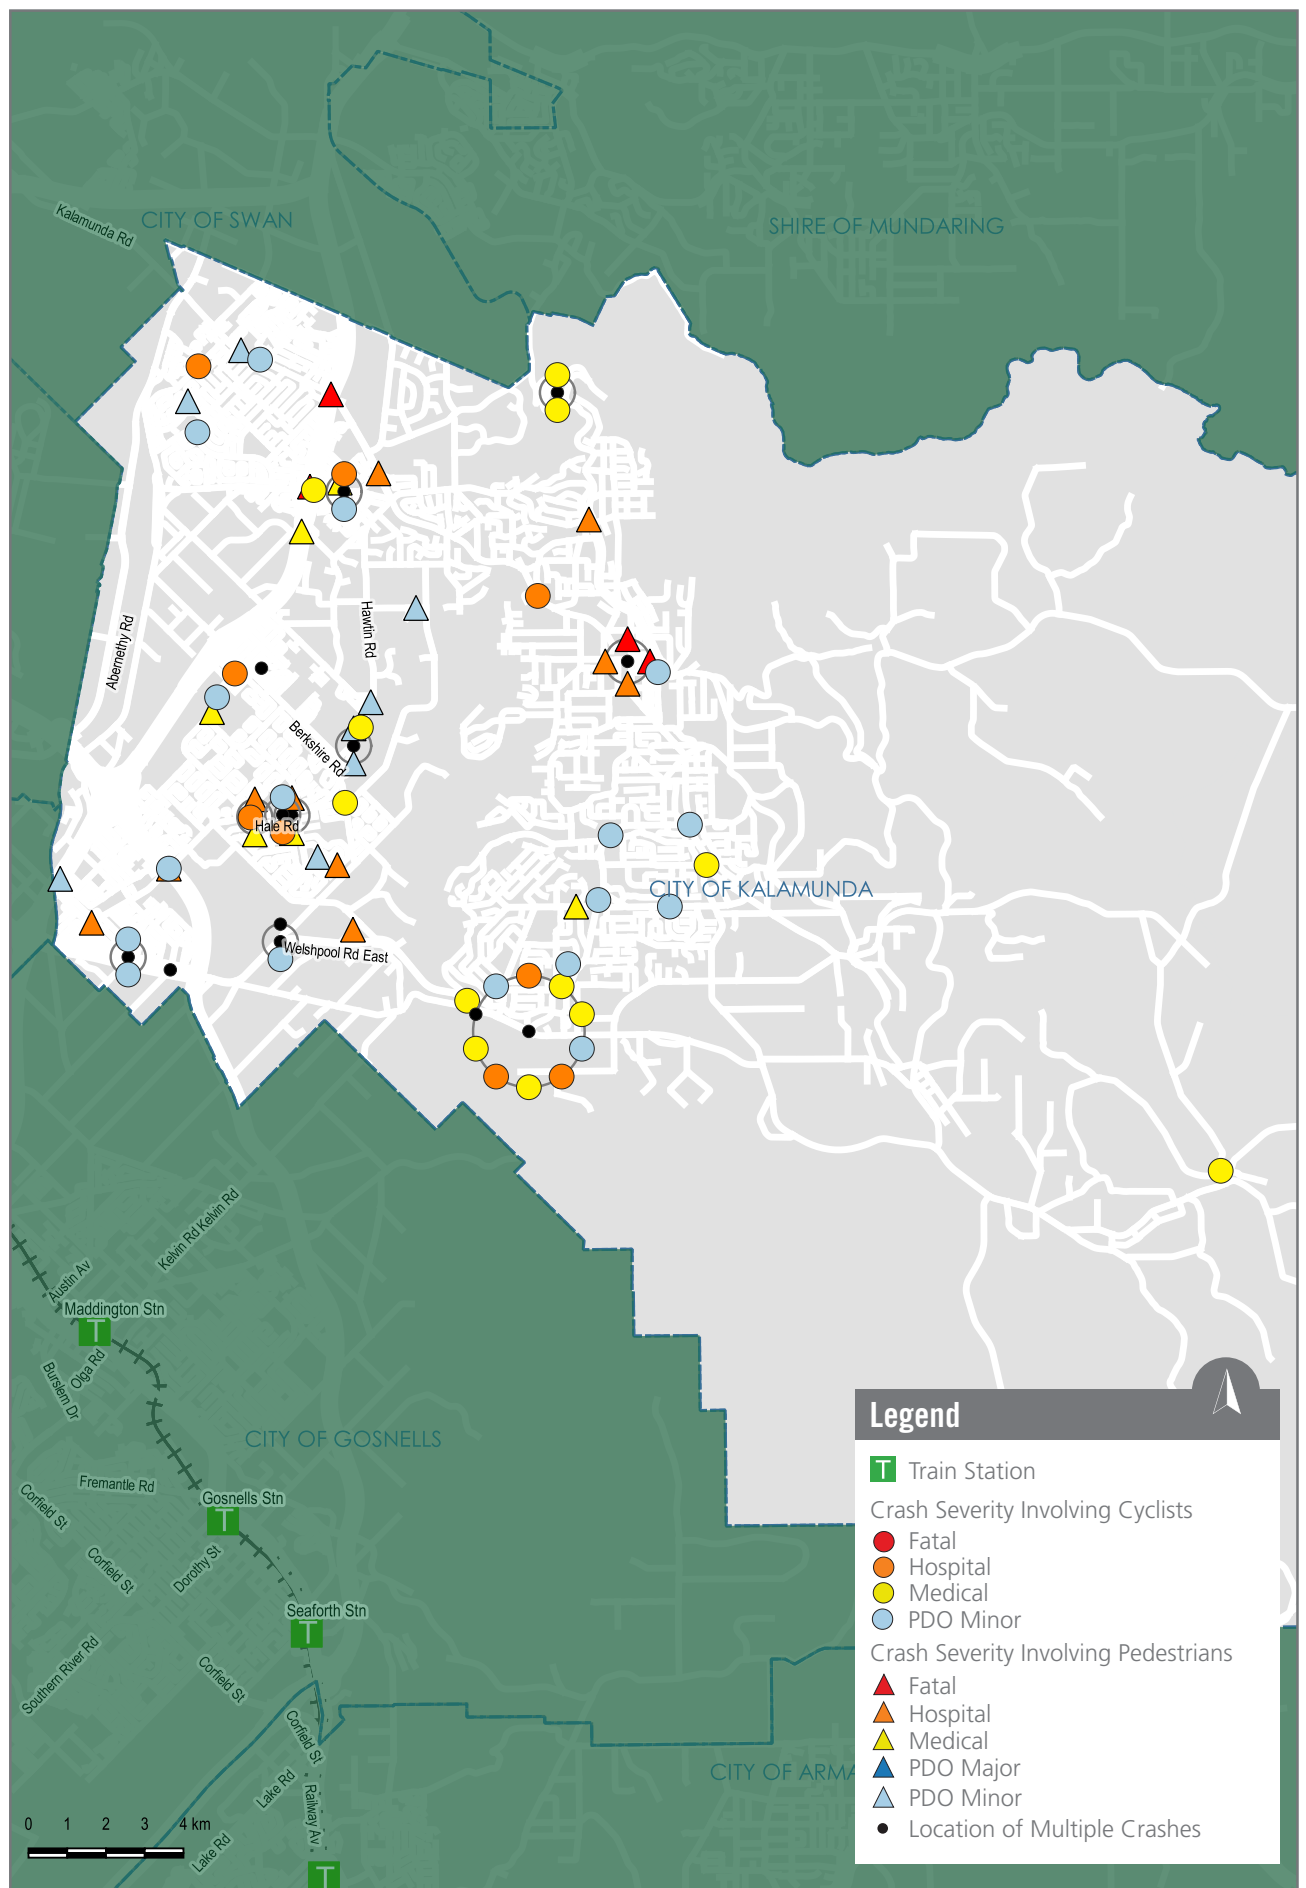 Kalamunda Rd
CITY OF SWAN
SHIRE OF MUNDARING
Abernethy Rd
Hawtin Rd
Berkshire Rd
Hale Rd
CITY OF KALAMUNDA
Welshpool Rd East
Kelvin Rd Kelvin Rd
Austin Av
Maddington Stn
T
Olga Rd
Burslem Dr
CITY OF GOSNELLS
Fremantle Rd
Corfield St
Gosnells Stn
T
Corfield St
Dorothy St
Seaforth Stn
T
Southern River Rd
Corfield St
Corfield St
CITY OF ARMA
Lake Rd
Railway Av
Lake Rd
T
0 1 2 3 4 km
Legend
T Train Station
Crash Severity Involving Cyclists
Fatal
Hospital
Medical
PDO Minor
Crash Severity Involving Pedestrians
Fatal
Hospital
Medical
PDO Major
PDO Minor
Location of Multiple Crashes